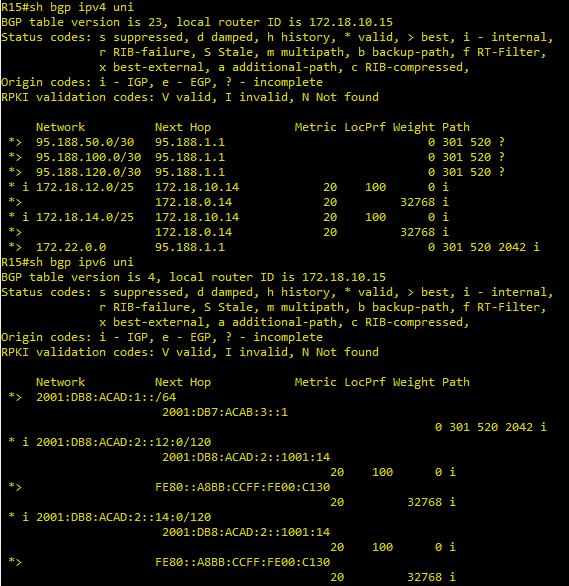 R15#sh bgp ipv4 uni
BGP table version is 23, local router ID is 172.18.10.15
Status codes: s suppressed, d damped, h history, * valid, > best, i - internal,
              r RIB-failure, S Stale, m multipath, b backup-path, f RT-Filter,
              x best-external, a additional-path, c RIB-compressed,
Origin codes: i - IGP, e - EGP, ? - incomplete
RPKI validation codes: V valid, I invalid, N Not found

     Network          Next Hop            Metric LocPrf Weight Path
 *>  95.188.50.0/30   95.188.1.1                             0 301 520 ?
 *>  95.188.100.0/30  95.188.1.1                             0 301 520 ?
 *>  95.188.120.0/30  95.188.1.1                             0 301 520 ?
 * i 172.18.12.0/25   172.18.10.14            20    100      0 i
 *>                   172.18.0.14             20         32768 i
 * i 172.18.14.0/25   172.18.10.14            20    100      0 i
 *>                   172.18.0.14             20         32768 i
 *>  172.22.0.0       95.188.1.1                             0 301 520 2042 i
R15#sh bgp ipv6 uni
BGP table version is 4, local router ID is 172.18.10.15
Status codes: s suppressed, d damped, h history, * valid, > best, i - internal,
              r RIB-failure, S Stale, m multipath, b backup-path, f RT-Filter,
              x best-external, a additional-path, c RIB-compressed,
Origin codes: i - IGP, e - EGP, ? - incomplete
RPKI validation codes: V valid, I invalid, N Not found

     Network          Next Hop            Metric LocPrf Weight Path
 *>  2001:DB8:ACAD:1::/64
                       2001:DB7:ACAB:3::1
                                                             0 301 520 2042 i
 * i 2001:DB8:ACAD:2::12:0/120
                       2001:DB8:ACAD:2::1001:14
                                              20    100      0 i
 *>                   FE80::A8BB:CCFF:FE00:C130
                                              20         32768 i
 * i 2001:DB8:ACAD:2::14:0/120
                       2001:DB8:ACAD:2::1001:14
                                              20    100      0 i
 *>                   FE80::A8BB:CCFF:FE00:C130
                                              20         32768 i